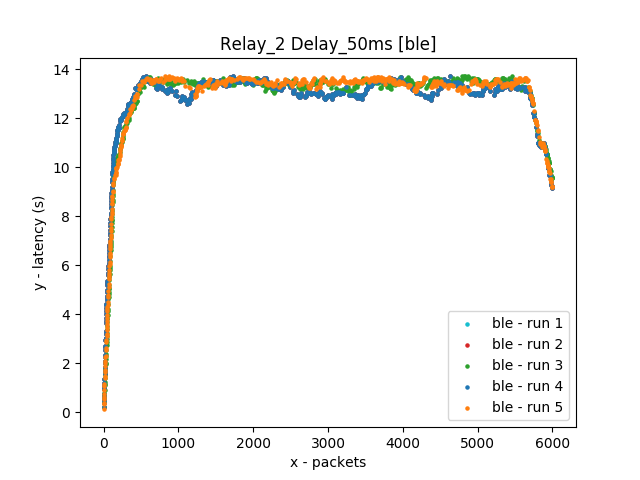 Relay_2 Delay_50ms [ble]
y - latency (s)
14
12
10
8
6
4
2
0
0 1000 2000 3000 4000 5000 6000
x - packets
ble - run 1
ble - run 2
ble - run 3
ble - run 4
ble - run 5